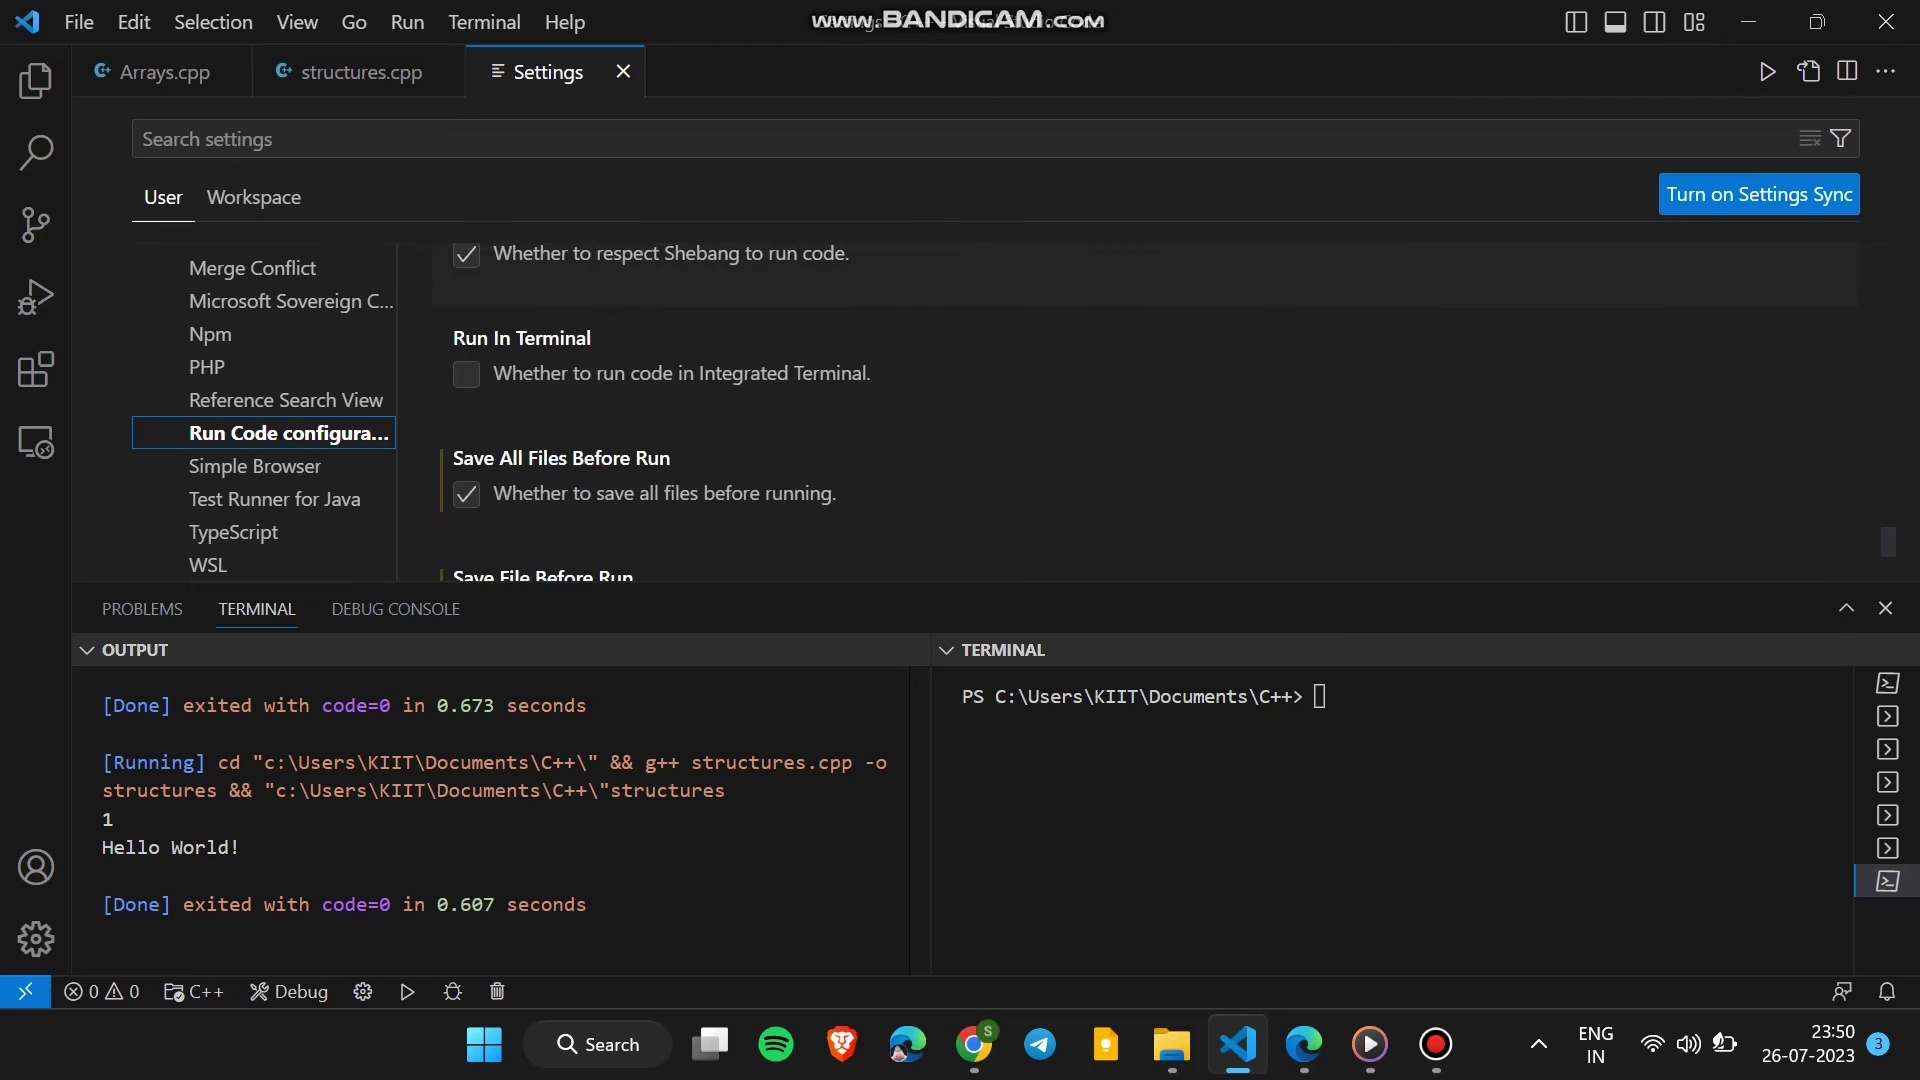 File Edit Selection View Go Run Terminal Help
www.BANDICAM.com
Arrays.cpp structures.cpp Settings
Search settings
User Workspace
Turn on Settings Sync
Merge Conflict
Microsoft Sovereign C...
Npm
PHP
Reference Search View
Run Code configura...
Simple Browser
Test Runner for Java
TypeScript
WSL
Whether to respect Shebang to run code.
Run In Terminal
Whether to run code in Integrated Terminal.
Save All Files Before Run
Whether to save all files before running.
Save File Before Run
PROBLEMS TERMINAL DEBUG CONSOLE
OUTPUT
[Done] exited with code=0 in 0.673 seconds
[Running] cd "c:\Users\KIIT\Documents\C++\" && g++ structures.cpp -o
structures && "c:\Users\KIIT\Documents\C++\"structures
1
Hello World!
[Done] exited with code=0 in 0.607 seconds
TERMINAL
PS C:\Users\KIIT\Documents\C++>
0 0 C++ Debug
Search
S
ENG
IN
23:50
26-07-2023
3